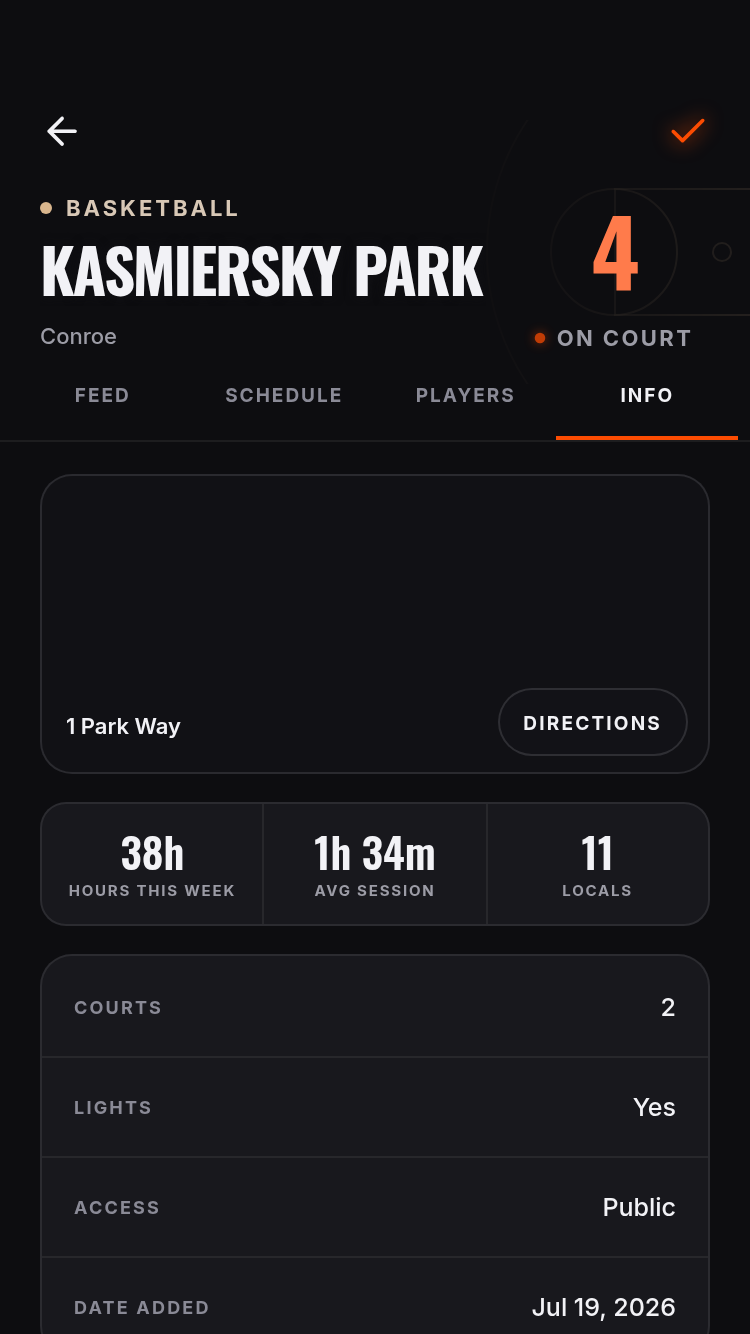 BASKETBALL
KASMIERSKY PARK
4
Conroe
ON COURT
FEED SCHEDULE PLAYERS INFO
1 Park Way
DIRECTIONS
38h 1h 34m 11
HOURS THIS WEEK AVG SESSION LOCALS
COURTS 2
LIGHTS Yes
ACCESS Public
DATE ADDED Jul 19, 2026